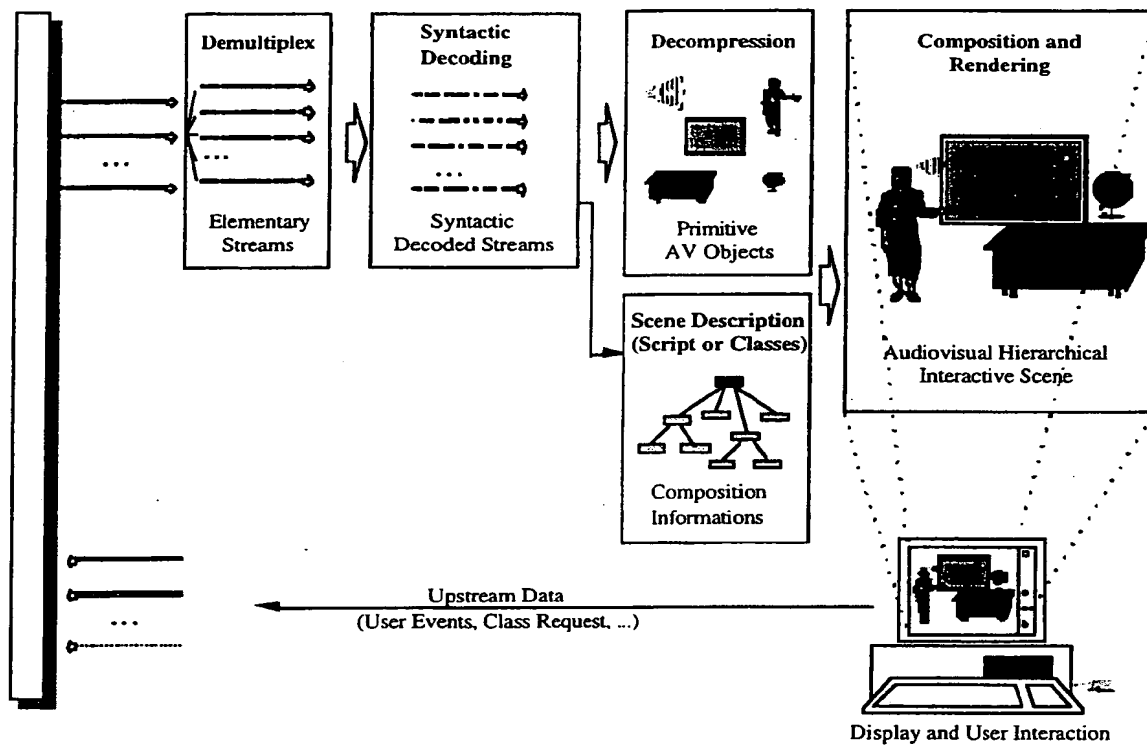 Demultiplex
...
Elementary
Streams
Syntactic
Decoding
...
Syntactic
Decoded Streams
Decompression
Primitive
AV Objects
Composition and
Rendering
Audiovisual Hierarchical
Interactive Scene
...
Scene Description
(Script or Classes)
Composition
Informations
...
Upstream Data
(User Events, Class Request, ...)
Display and User Interaction